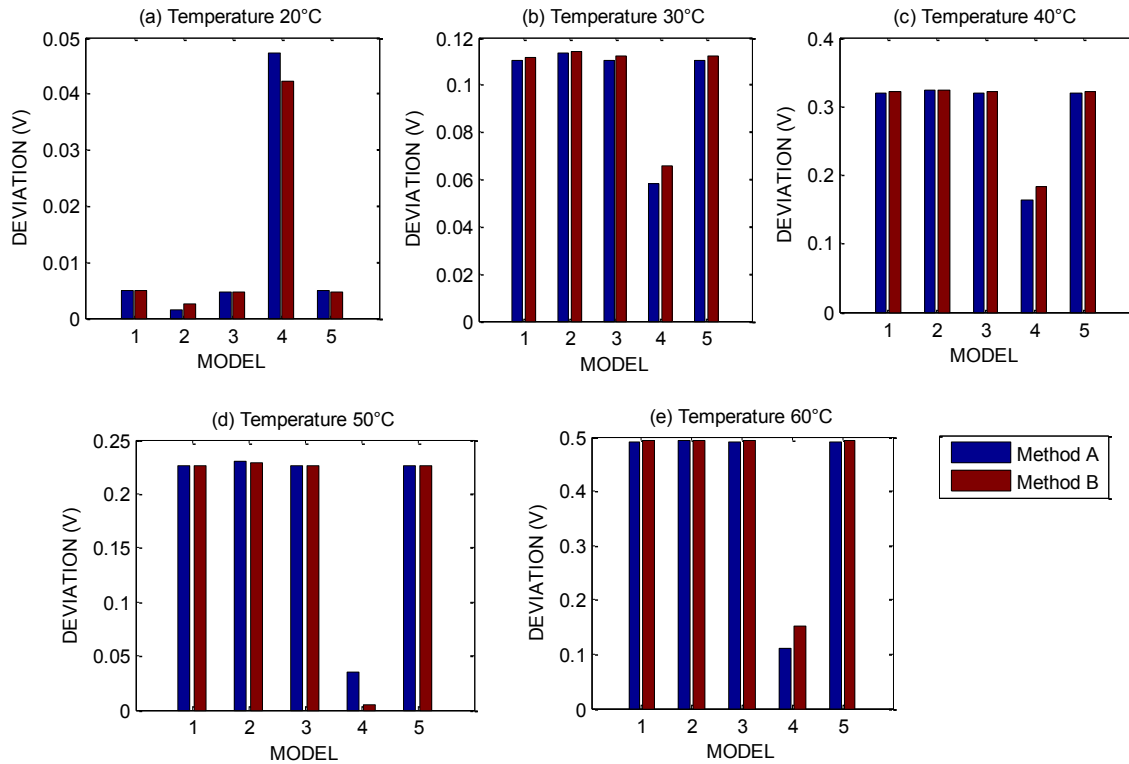 (a) Temperature 20°C
0.05
0.04
0.03
0.02
0.01
0
DEVIATION (V)
1 2 3 4 5
MODEL
(b) Temperature 30°C
0.12
0.1
0.08
0.06
0.04
0.02
0
DEVIATION (V)
1 2 3 4 5
MODEL
(c) Temperature 40°C
0.4
0.3
0.2
0.1
0
DEVIATION (V)
1 2 3 4 5
MODEL
(d) Temperature 50°C
0.25
0.2
0.15
0.1
0.05
0
DEVIATION (V)
1 2 3 4 5
MODEL
(e) Temperature 60°C
0.5
0.4
0.3
0.2
0.1
0
DEVIATION (V)
1 2 3 4 5
MODEL
Method A
Method B